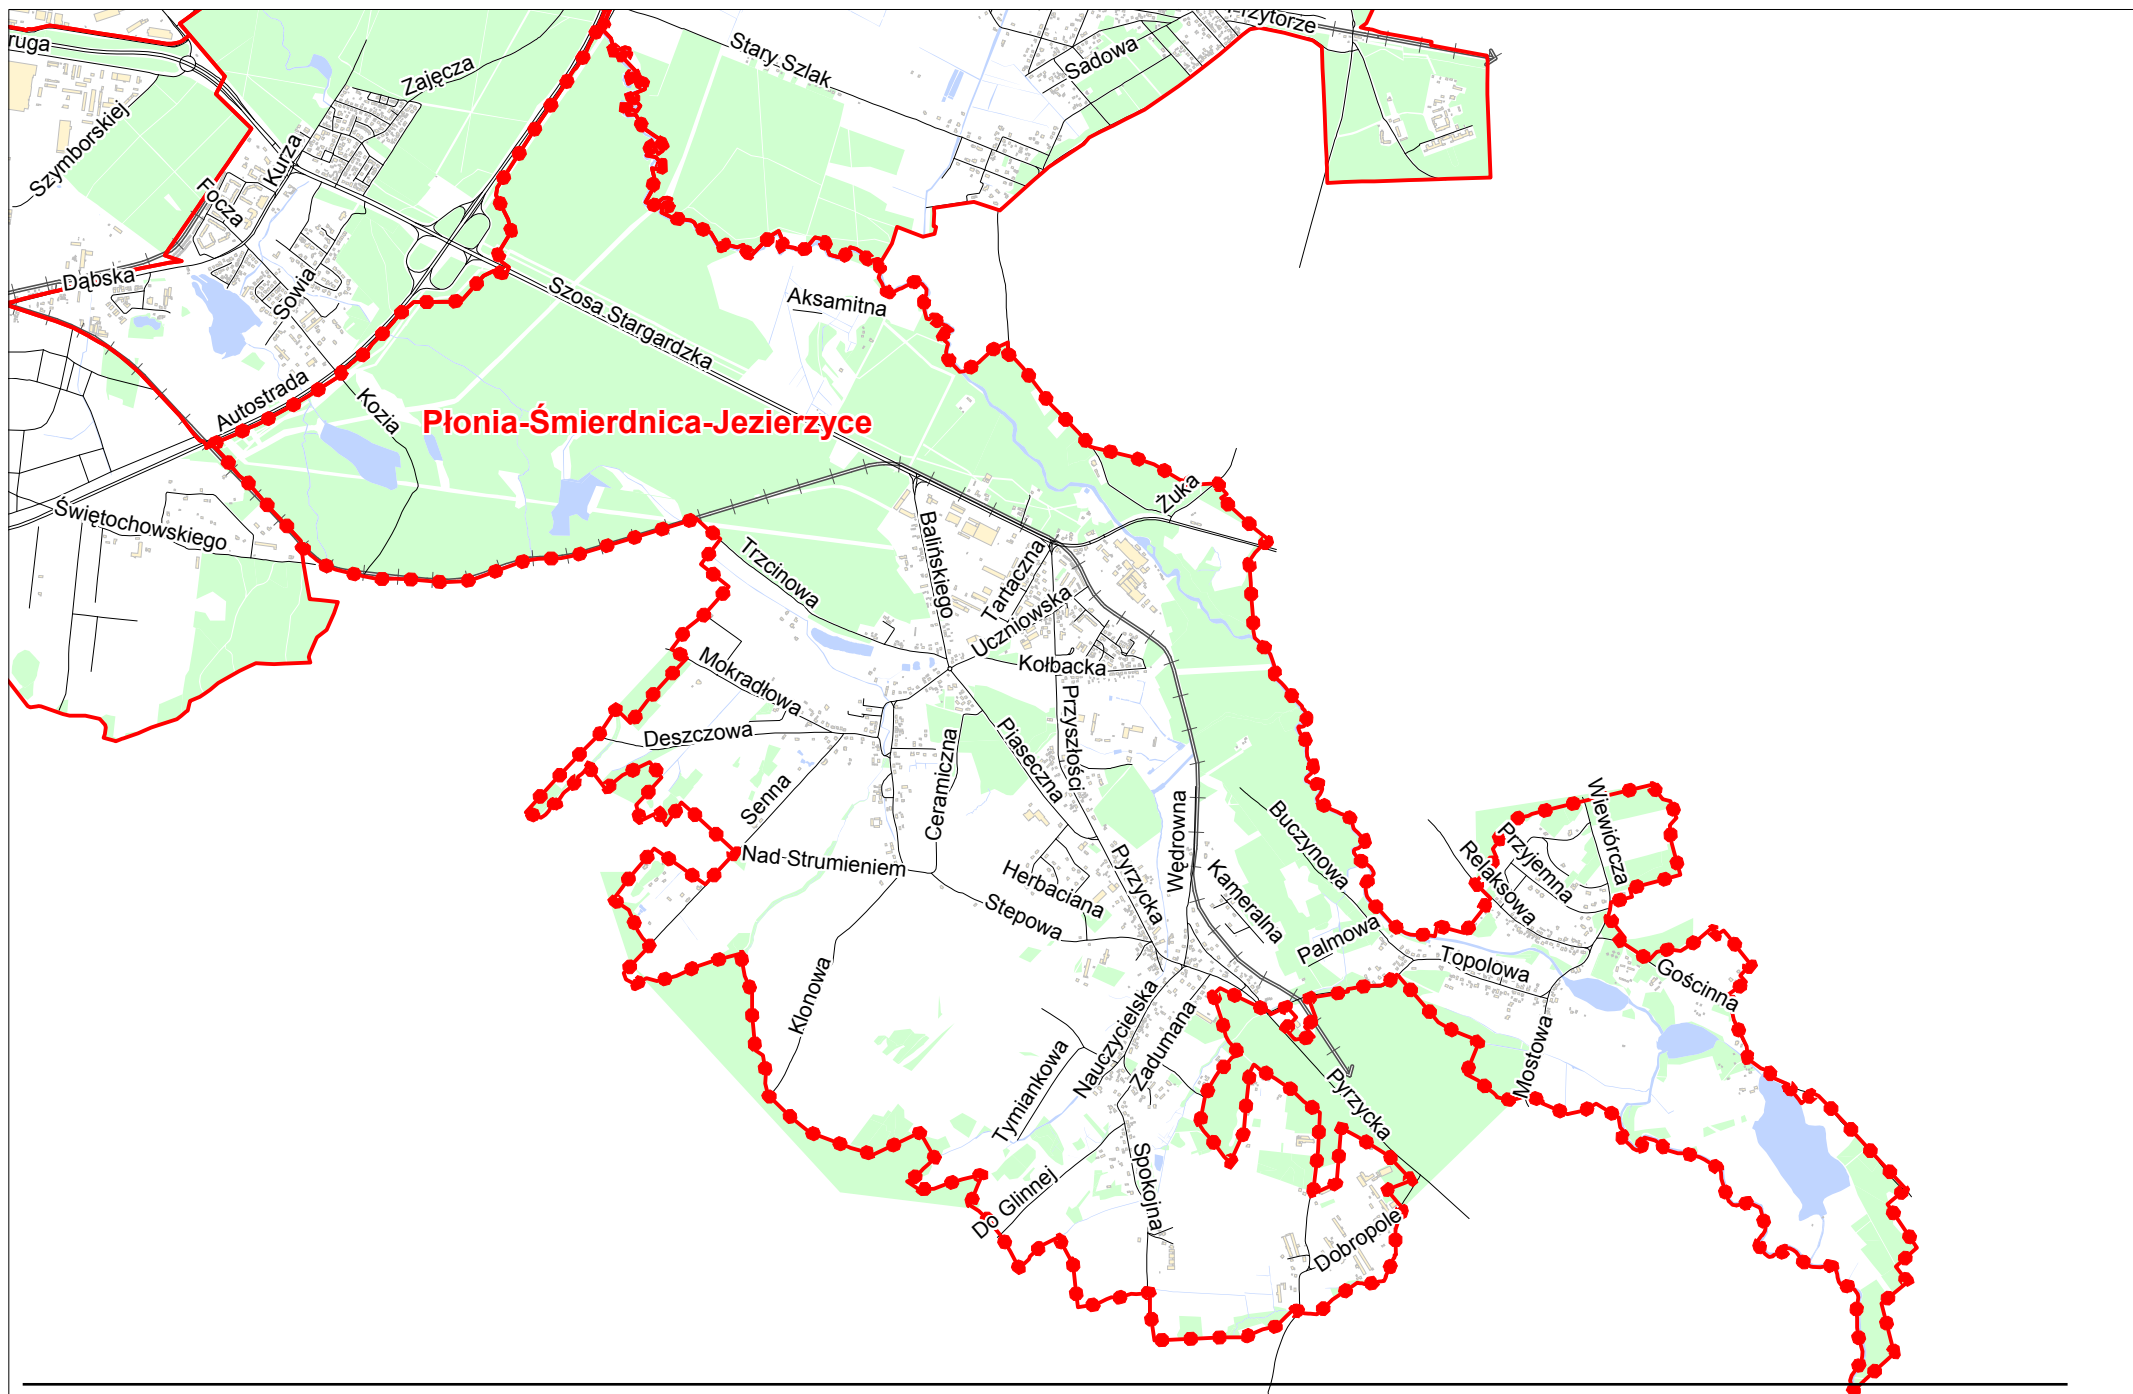 Przytorze
ruga
Stary Szlak
Sadowa
Zajęcza
Szymborskiej
Kurza
Focza
Dąbska
Sowia
Szosa Stargardzka
Aksamitna
Autostrada
Kozia
Płonia-Śmierdnica-Jezierzyce
Żuka
Świętochowskiego
Balińskiego
Trzcinowa
Tartaczna
Uczniowska
Kołbacka
Mokradłowa
Przyszłości
Deszczowa
Piaseczna
Ceramiczna
Senna
Wędrowna
Buczynowa
Wiewiórcza
Przyjemna
Relaksowa
Nad Strumieniem
Pyrzycka
Herbaciana
Kameralna
Stepowa
Palmowa
Topolowa
Gościnna
Klonowa
Nauczycielska
Zadumana
Mostowa
Tymiankowa
Pyrzycka
Do Glinnej
Spokojna
Dobropole